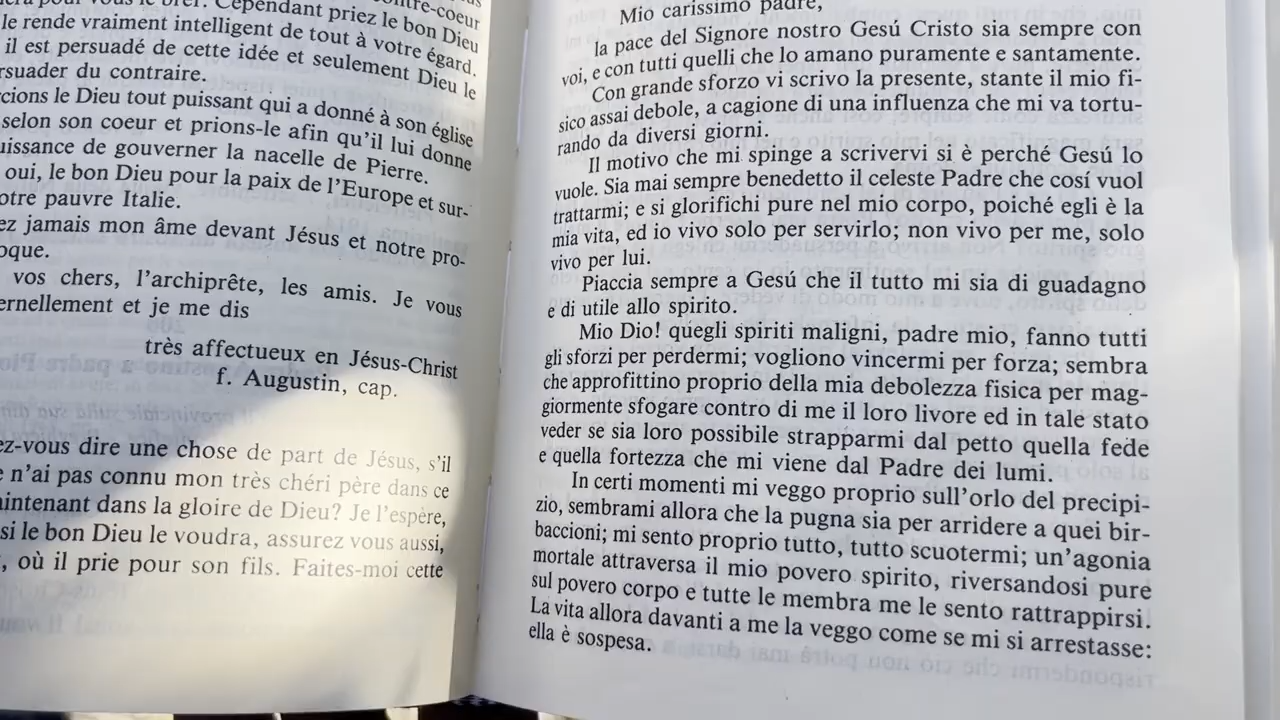 Cependant priez le bon Dieu
le rende vraiment intelligent de tout à votre égard.
il est persuadé de cette idée et seulement Dieu le
rsuader du contraire.
cions le Dieu tout puissant qui a donné à son église
selon son coeur et prions-le afin qu'il lui donne
uissance de gouverner la nacelle de Pierre.
oui, le bon Dieu pour la paix de l'Europe et sur-
otre pauvre Italie.
ez jamais mon âme devant Jésus et notre pro-
oque.
vos chers, l'archiprête, les amis. Je vous
ernellement et je me dis
très affectueux en Jésus-Christ
f. Augustin, cap.
ez-vous dire une chose de part de Jésus, s'il
e n'ai pas connu mon très chéri père dans ce
aintenant dans la gloire de Dieu? Je l'espère,
si le bon Dieu le voudra, assurez vous aussi,
, où il prie pour son fils. Faites-moi cette
Mio carissimo padre,
la pace del Signore nostro Gesú Cristo sia sempre con
voi, e con tutti quelli che lo amano puramente e santamente.
Con grande sforzo vi scrivo la presente, stante il mio fi-
sico assai debole, a cagione di una influenza che mi va tortu-
rando da diversi giorni.
Il motivo che mi spinge a scrivervi si è perché Gesú lo
vuole. Sia mai sempre benedetto il celeste Padre che cosí vuol
trattarmi; e si glorifichi pure nel mio corpo, poiché egli è la
mia vita, ed io vivo solo per servirlo; non vivo per me, solo
vivo per lui.
Piaccia sempre a Gesú che il tutto mi sia di guadagno
e di utile allo spirito.
Mio Dio! quegli spiriti maligni, padre mio, fanno tutti
gli sforzi per perdermi; vogliono vincermi per forza; sembra
che approfittino proprio della mia debolezza fisica per mag-
giormente sfogare contro di me il loro livore ed in tale stato
veder se sia loro possibile strapparmi dal petto quella fede
e quella fortezza che mi viene dal Padre dei lumi.
In certi momenti mi veggo proprio sull'orlo del precipi-
zio, sembrami allora che la pugna sia per arridere a quei bir-
baccioni; mi sento proprio tutto, tutto scuotermi; un'agonia
mortale attraversa il mio povero spirito, riversandosi pure
sul povero corpo e tutte le membra me le sento rattrappirsi.
La vita allora davanti a me la veggo come se mi si arrestasse:
ella è sospesa.